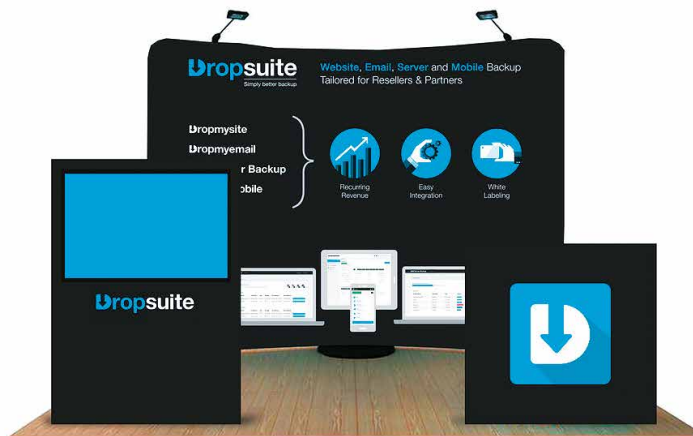 Dropsuite
Simply better backup
Website, Email, Server and Mobile Backup
Tailored for Resellers & Partners
Dropmysite
Dropmyemail
r Backup
obile
Recurring
Revenue
Easy
Integration
White
Labeling
Dropsuite
D